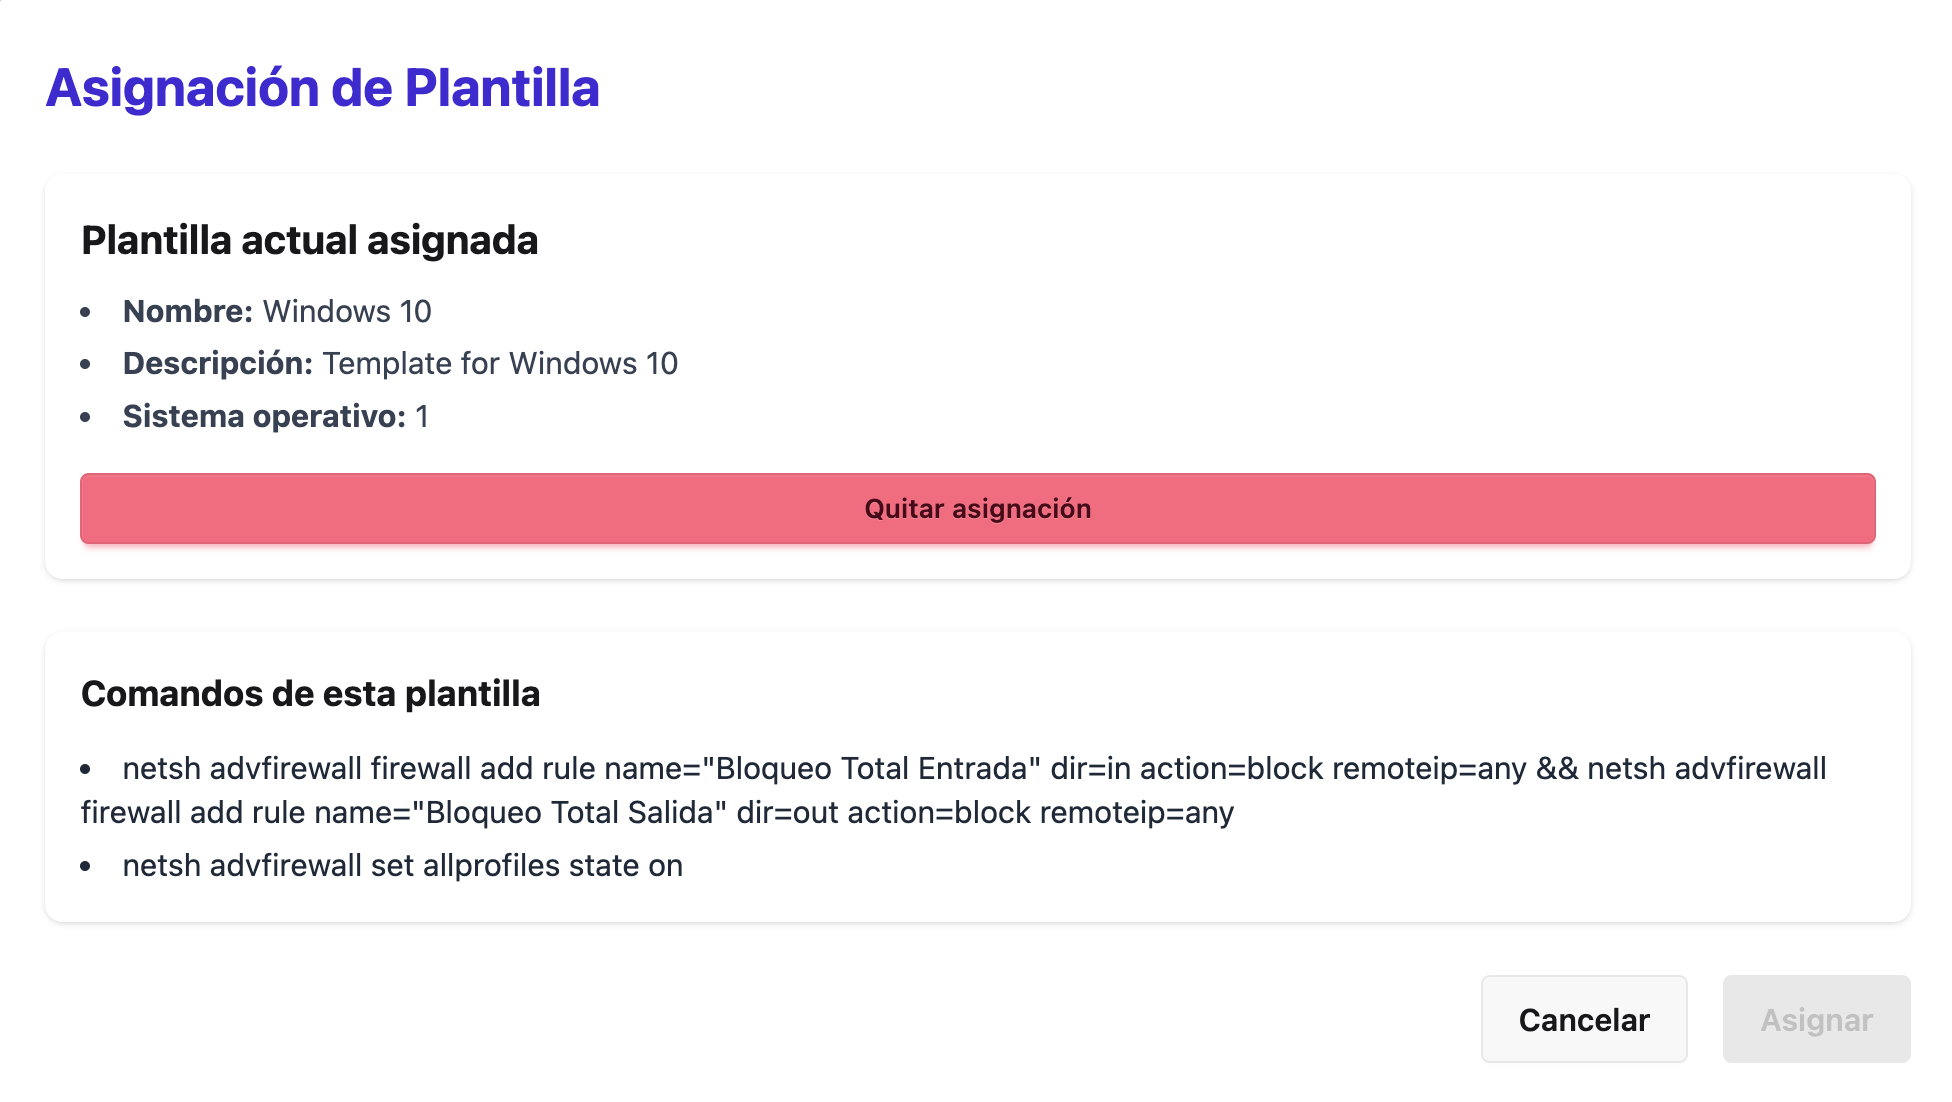 Asignación de Plantilla
Plantilla actual asignada
• Nombre: Windows 10
• Descripción: Template for Windows 10
• Sistema operativo: 1
Quitar asignación
Comandos de esta plantilla
• netsh advfirewall firewall add rule name="Bloqueo Total Entrada" dir=in action=block remoteip=any && netsh advfirewall
firewall add rule name="Bloqueo Total Salida" dir=out action=block remoteip=any
• netsh advfirewall set allprofiles state on
Cancelar
Asignar